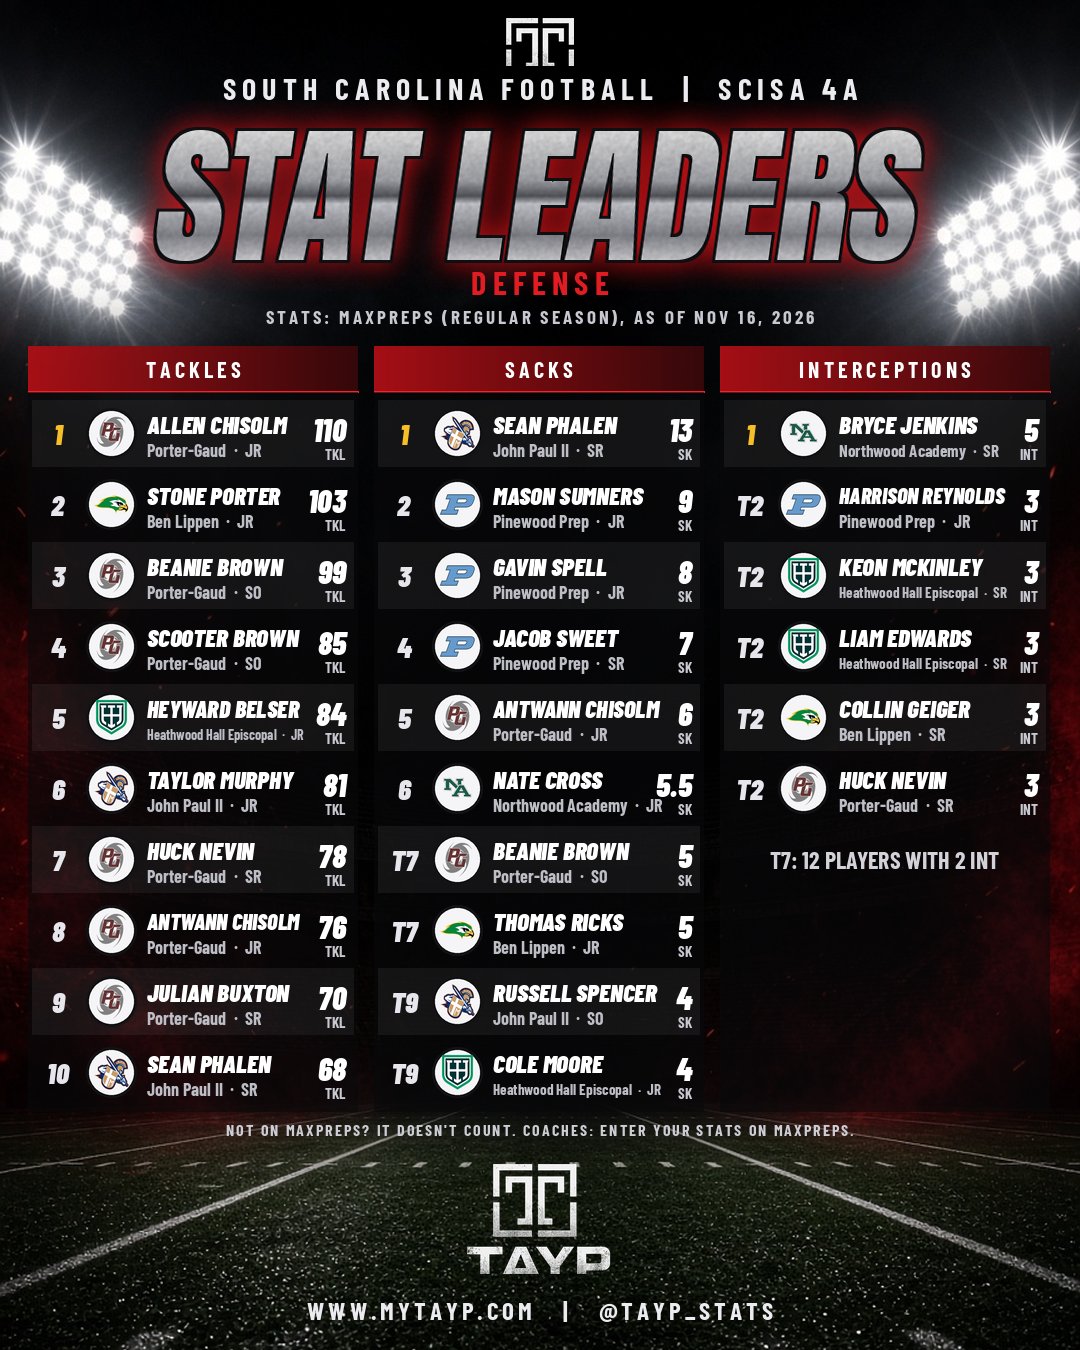 SOUTH CAROLINA FOOTBALL | SCISA 4A
STAT LEADERS
DEFENSE
STATS: MAXPREPS (REGULAR SEASON), AS OF NOV 16, 2026
TACKLES
1 PG ALLEN CHISOLM 110
Porter-Gaud · JR TKL
2 STONE PORTER 103
Ben Lippen · JR TKL
3 PG BEANIE BROWN 99
Porter-Gaud · SO TKL
4 PG SCOOTER BROWN 85
Porter-Gaud · SO TKL
5 HEYWARD BELSER 84
Heathwood Hall Episcopal · JR TKL
6 TAYLOR MURPHY 81
John Paul II · JR TKL
7 PG HUCK NEVIN 78
Porter-Gaud · SR TKL
8 PG ANTWANN CHISOLM 76
Porter-Gaud · JR TKL
9 PG JULIAN BUXTON 70
Porter-Gaud · SR TKL
10 SEAN PHALEN 68
John Paul II · SR TKL
SACKS
1 SEAN PHALEN 13
John Paul II · SR SK
2 P MASON SUMNERS 9
Pinewood Prep · JR SK
3 P GAVIN SPELL 8
Pinewood Prep · JR SK
4 P JACOB SWEET 7
Pinewood Prep · SR SK
5 PG ANTWANN CHISOLM 6
Porter-Gaud · JR SK
6 NA NATE CROSS 5.5
Northwood Academy · JR SK
T7 PG BEANIE BROWN 5
Porter-Gaud · SO SK
T7 THOMAS RICKS 5
Ben Lippen · JR SK
T9 RUSSELL SPENCER 4
John Paul II · SO SK
T9 COLE MOORE 4
Heathwood Hall Episcopal · JR SK
INTERCEPTIONS
1 NA BRYCE JENKINS 5
Northwood Academy · SR INT
T2 P HARRISON REYNOLDS 3
Pinewood Prep · JR INT
T2 KEON MCKINLEY 3
Heathwood Hall Episcopal · SR INT
T2 LIAM EDWARDS 3
Heathwood Hall Episcopal · SR INT
T2 COLLIN GEIGER 3
Ben Lippen · SR INT
T2 PG HUCK NEVIN 3
Porter-Gaud · SR INT
T7: 12 PLAYERS WITH 2 INT
NOT ON MAXPREPS? IT DOESN'T COUNT. COACHES: ENTER YOUR STATS ON MAXPREPS.
TAYP
WWW.MYTAYP.COM | @TAYP_STATS